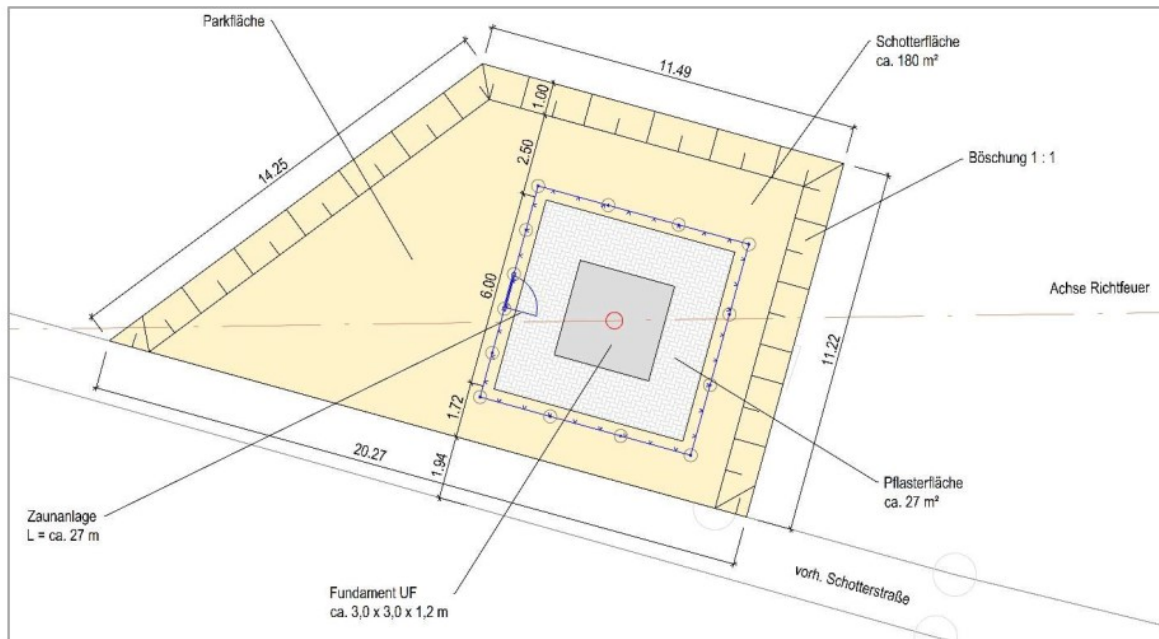 Parkfläche
11.49
Schotterfläche
ca. 180 m²
1.00
2.50
Böschung 1 : 1
14.25
6.00
Achse Richtfeuer
11.22
1.72
20.27
1.94
Pflasterfläche
ca. 27 m²
Zaunanlage
L = ca. 27 m
vorh. Schotterstraße
Fundament UF
ca. 3,0 x 3,0 x 1,2 m